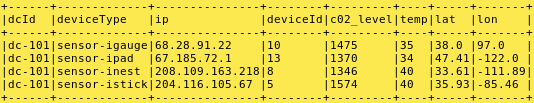 +------+--------------+---------------+--------+---------+----+-----+-------+
|dcId  |deviceType    |ip             |deviceId|c02_level|temp|lat  |lon    |
+------+--------------+---------------+--------+---------+----+-----+-------+
|dc-101|sensor-igauge |68.28.91.22    |10      |1475     |35  |38.0 |97.0   |
|dc-101|sensor-ipad   |67.185.72.1    |13      |1370     |34  |47.41|-122.0 |
|dc-101|sensor-inest  |208.109.163.218|8       |1346     |40  |33.61|-111.89|
|dc-101|sensor-istick |204.116.105.67 |5       |1574     |40  |35.93|-85.46 |
+------+--------------+---------------+--------+---------+----+-----+-------+